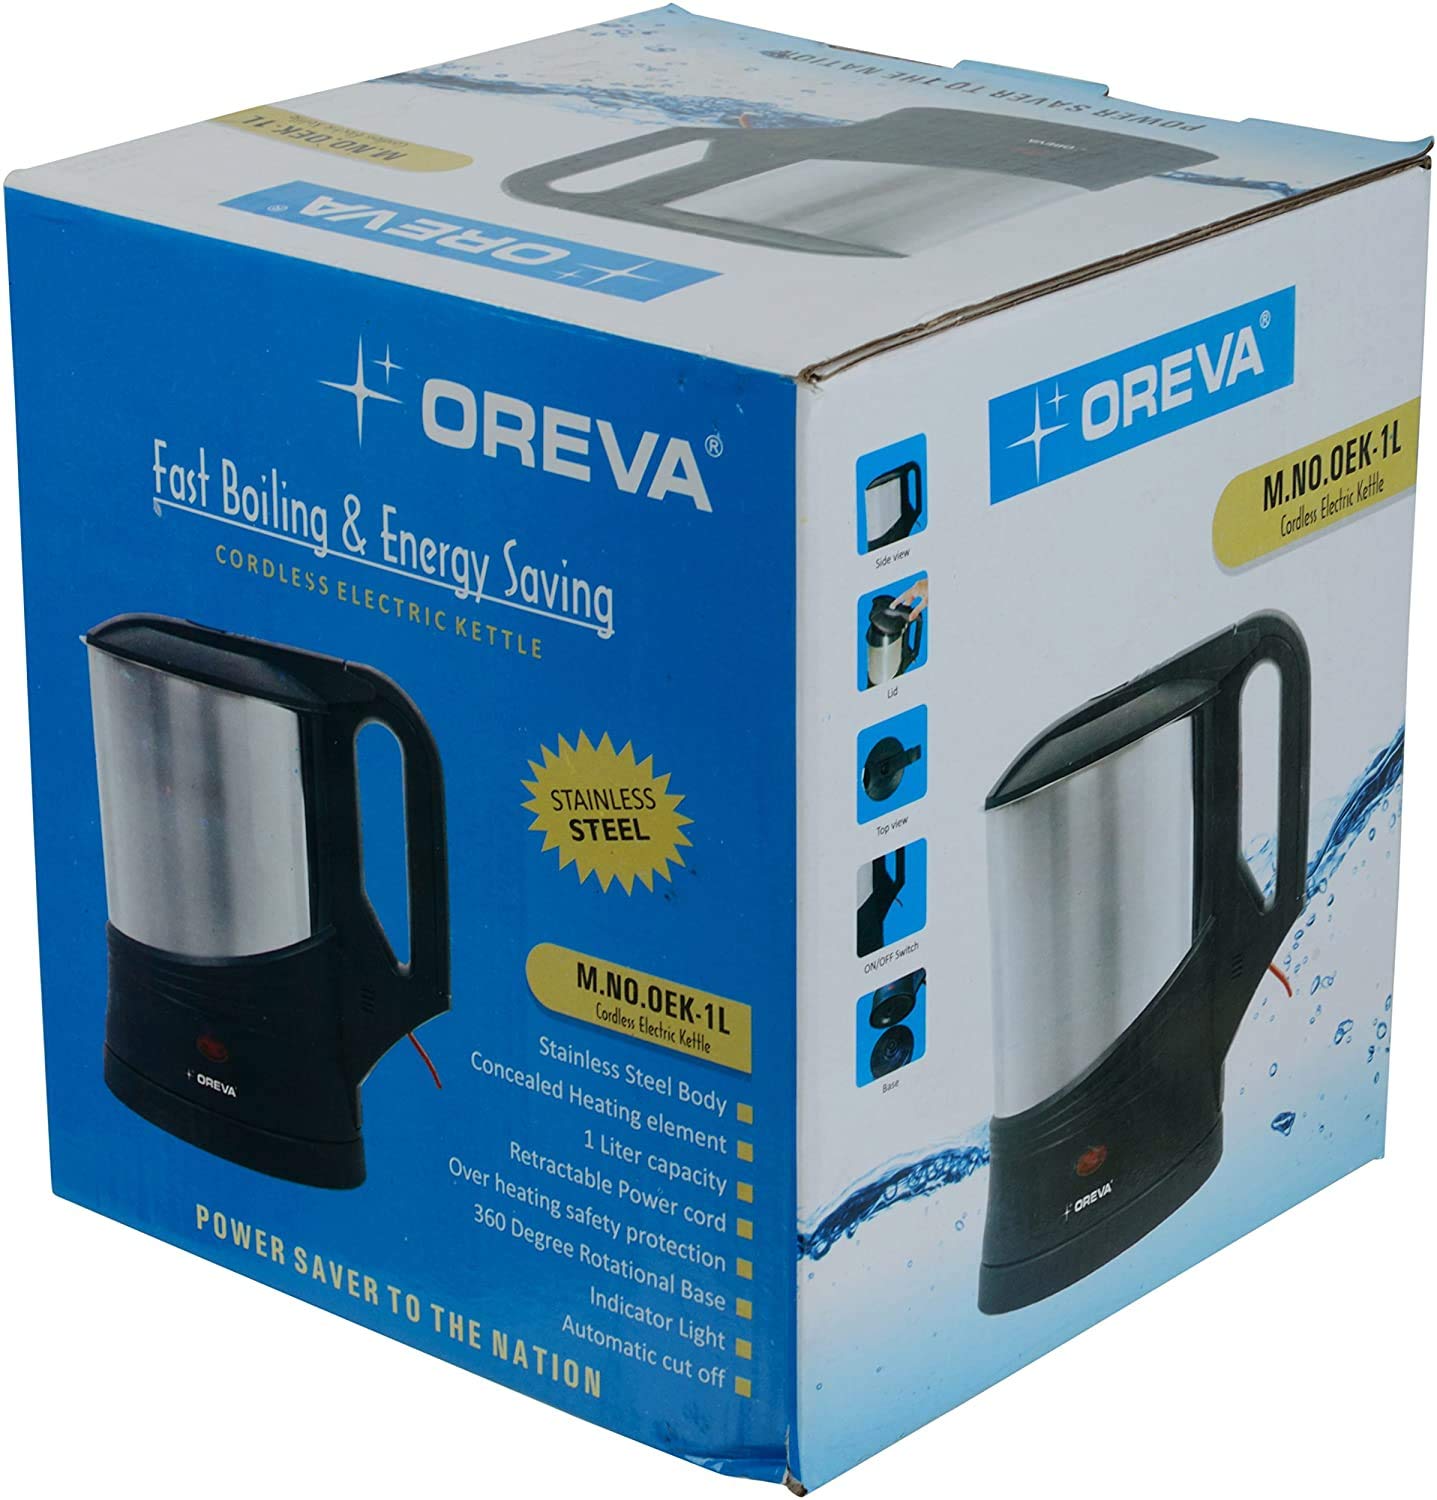 POWER SAVER TO THE NATION
OREVA
M.NO.OEK-1L
Cordless Electric Kettle
OREVA®
OREVA®
Fast Boiling & Energy Saving
CORDLESS ELECTRIC KETTLE
STAINLESS
STEEL
M.NO.OEK-1L
Cordless Electric Kettle
Stainless Steel Body
Concealed Heating element
1 Liter capacity
Retractable Power cord
Over heating safety protection
360 Degree Rotational Base
Indicator Light
Automatic cut off
OREVA
POWER SAVER TO THE NATION
OREVA®
M.NO.OEK-1L
Cordless Electric Kettle
Side view
Lid
Top view
ON/OFF Switch
Base
OREVA